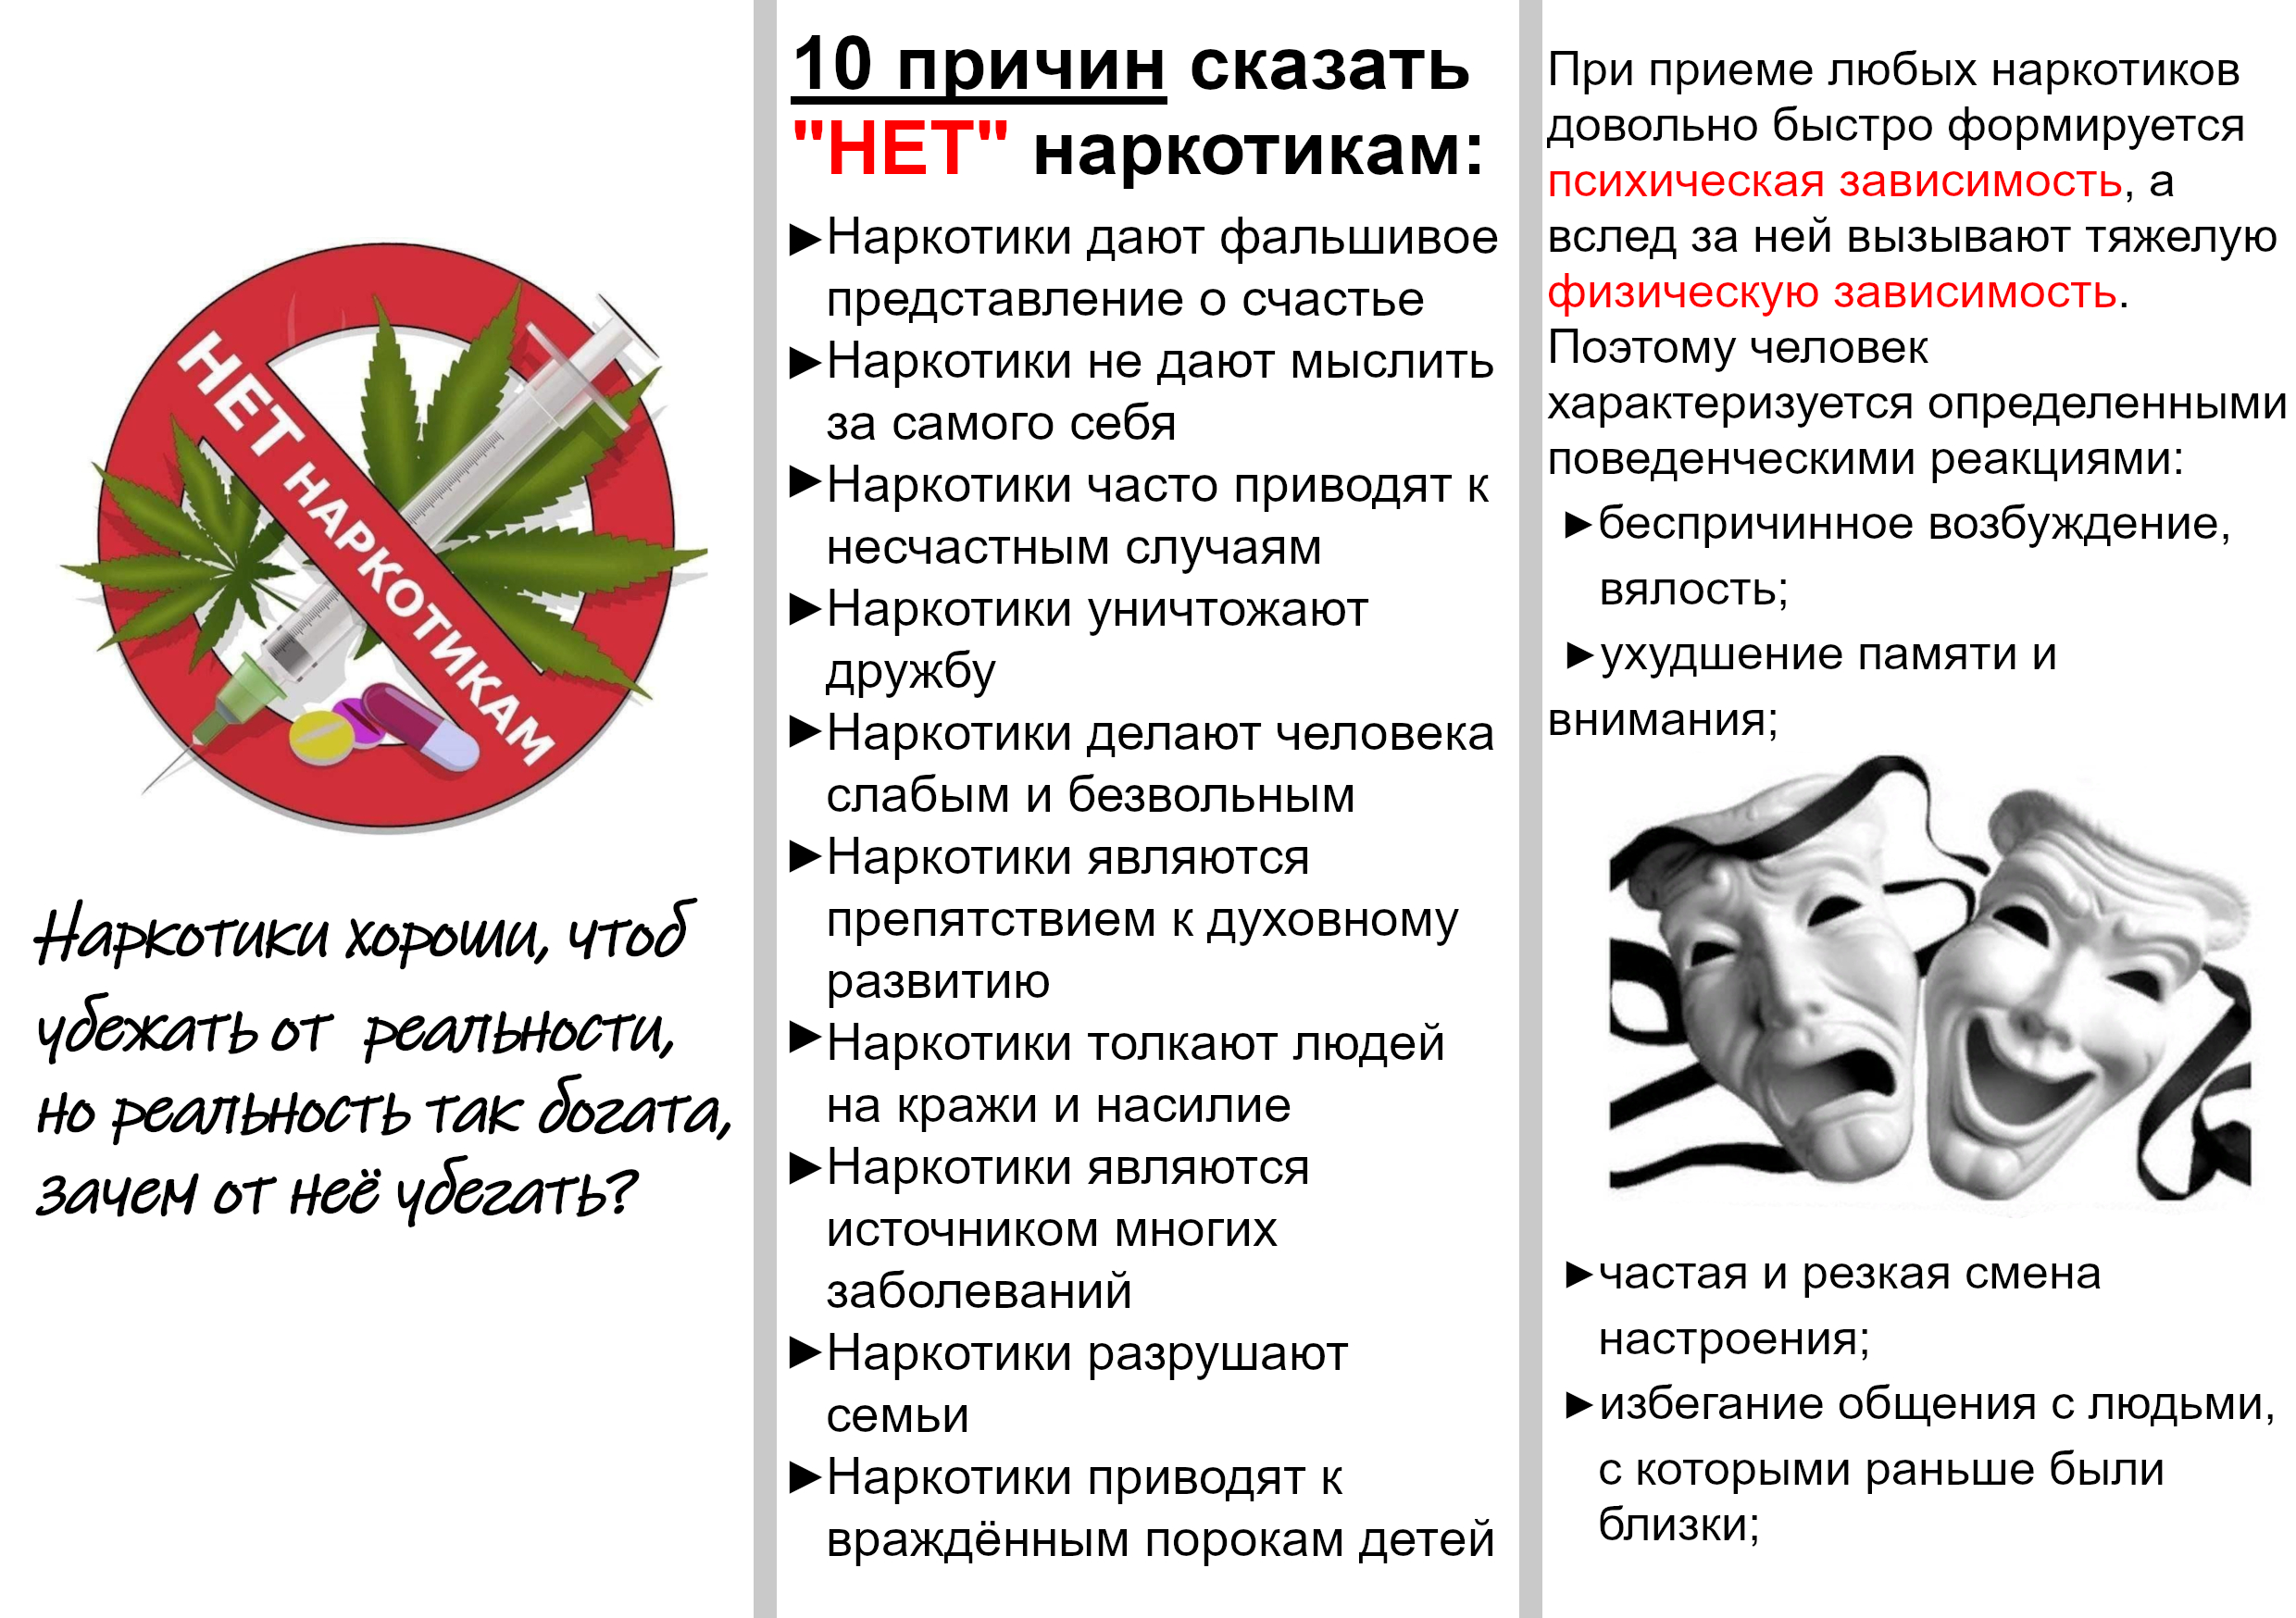 НЕТ НАРКОТИКАМ
Наркотики хороши, чтоб
убежать от реальности,
но реальность так богата,
зачем от неё убегать?
10 причин сказать
"НЕТ" наркотикам:
►Наркотики дают фальшивое
представление о счастье
►Наркотики не дают мыслить
за самого себя
►Наркотики часто приводят к
несчастным случаям
►Наркотики уничтожают
дружбу
►Наркотики делают человека
слабым и безвольным
►Наркотики являются
препятствием к духовному
развитию
►Наркотики толкают людей
на кражи и насилие
►Наркотики являются
источником многих
заболеваний
►Наркотики разрушают
семьи
►Наркотики приводят к
враждённым порокам детей
При приеме любых наркотиков
довольно быстро формируется
психическая зависимость, а
вслед за ней вызывают тяжелую
физическую зависимость.
Поэтому человек
характеризуется определенными
поведенческими реакциями:
►беспричинное возбуждение,
вялость;
►ухудшение памяти и
внимания;
►частая и резкая смена
настроения;
►избегание общения с людьми,
с которыми раньше были
близки;